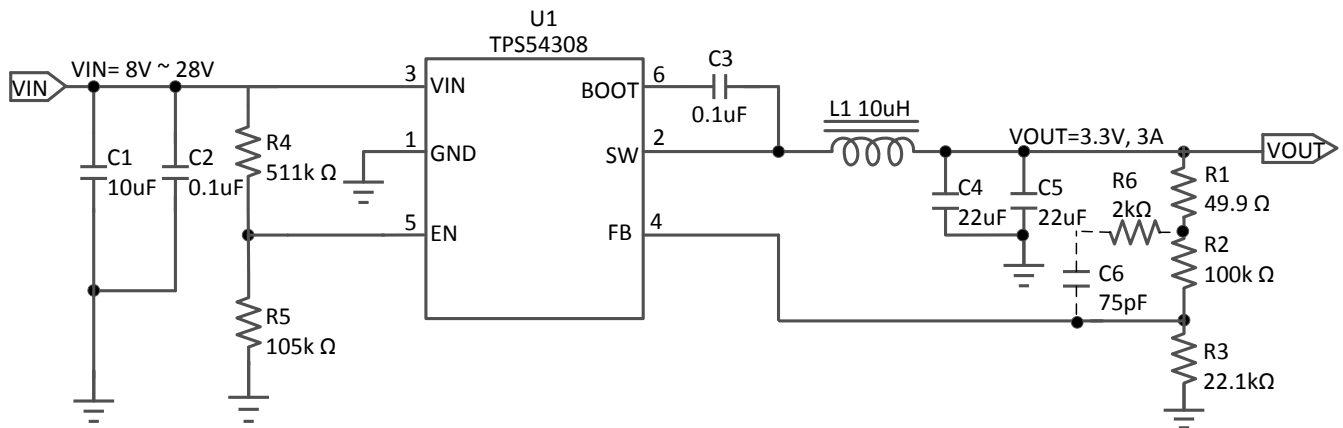 U1
TPS54308
VIN
VIN= 8V ~ 28V
3
VIN
BOOT
6
C3
0.1uF
L1 10uH
VOUT=3.3V, 3A
VOUT
C1
10uF
C2
0.1uF
R4
511k Ω
1
GND
SW
2
C4
22uF
C5
22uF
R6
2kΩ
R1
49.9 Ω
5
EN
FB
4
R2
100k Ω
C6
75pF
R5
105k Ω
R3
22.1kΩ